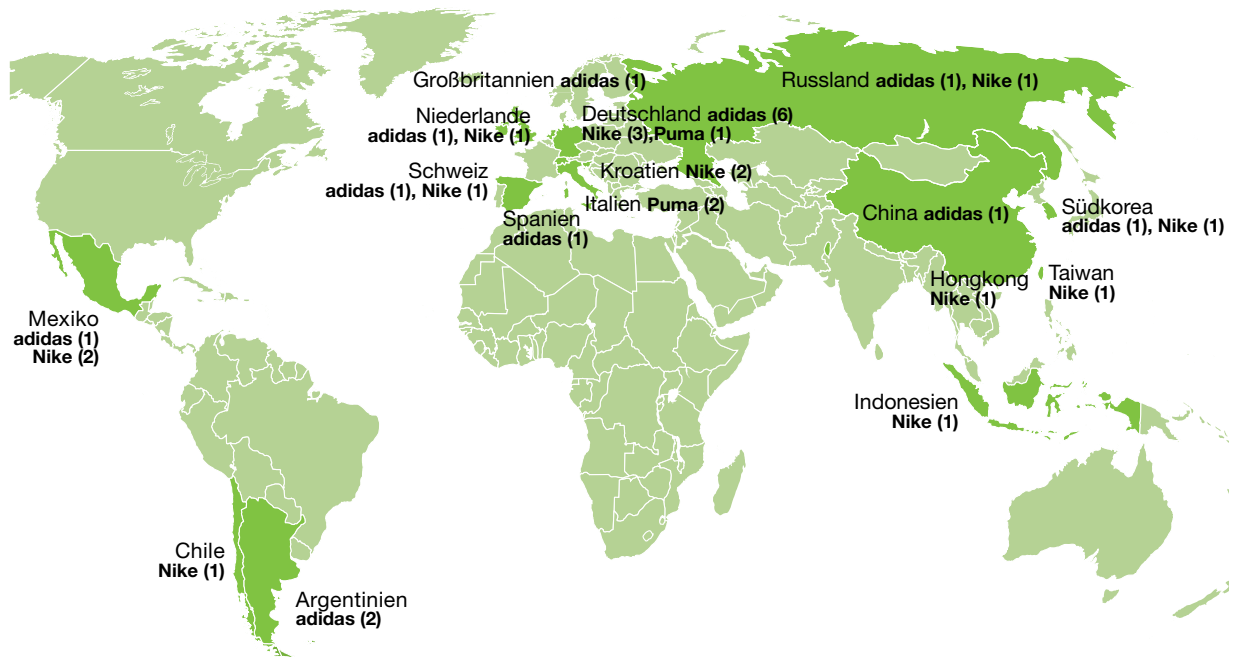 Großbritannien adidas (1)
Russland adidas (1), Nike (1)
Niederlande
adidas (1), Nike (1)
Deutschland adidas (6)
Nike (3),Puma (1)
Schweiz
adidas (1), Nike (1)
Kroatien Nike (2)
Italien Puma (2)
Spanien
adidas (1)
China adidas (1)
Südkorea
adidas (1), Nike (1)
Hongkong
Nike (1)
Taiwan
Nike (1)
Mexiko
adidas (1)
Nike (2)
Indonesien
Nike (1)
Chile
Nike (1)
Argentinien
adidas (2)